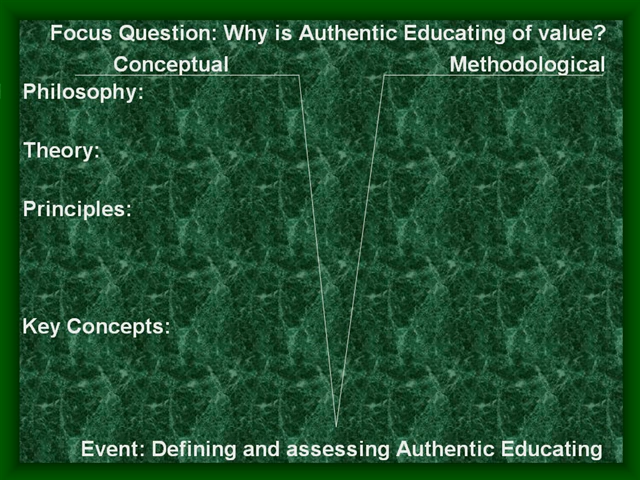 Focus Question: Why is Authentic Educating of value?
Conceptual Methodological
Philosophy:
Theory:
Principles:
Key Concepts:
Event: Defining and assessing Authentic Educating